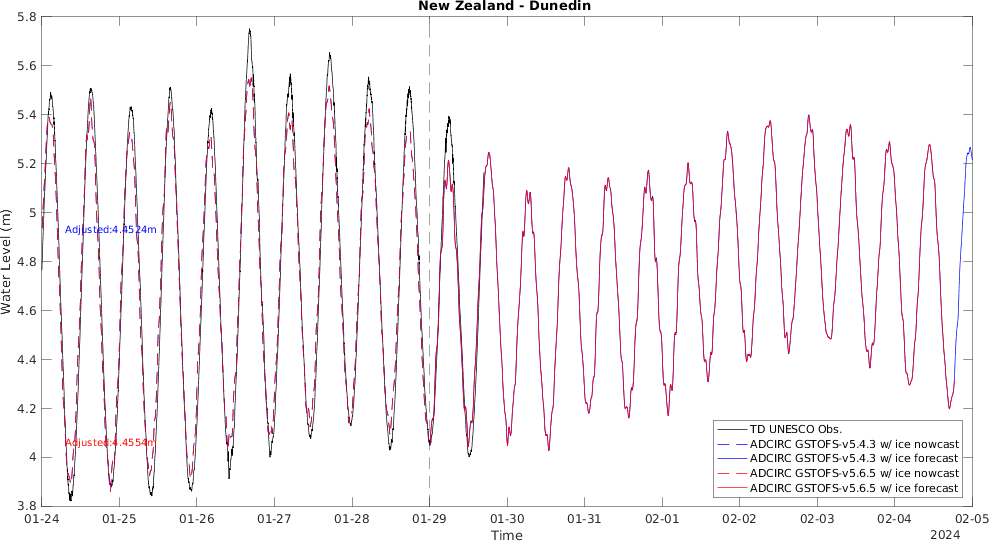 New Zealand - Dunedin
Water Level (m)
5.8
5.6
5.4
5.2
5
4.8
4.6
4.4
4.2
4
3.8
Adjusted:4.4524m
Adjusted:4.4554m
TD UNESCO Obs.
ADCIRC GSTOFS-v5.4.3 w/ ice nowcast
ADCIRC GSTOFS-v5.4.3 w/ ice forecast
ADCIRC GSTOFS-v5.6.5 w/ ice nowcast
ADCIRC GSTOFS-v5.6.5 w/ ice forecast
01-24 01-25 01-26 01-27 01-28 01-29 01-30 01-31 02-01 02-02 02-03 02-04 02-05
Time
2024